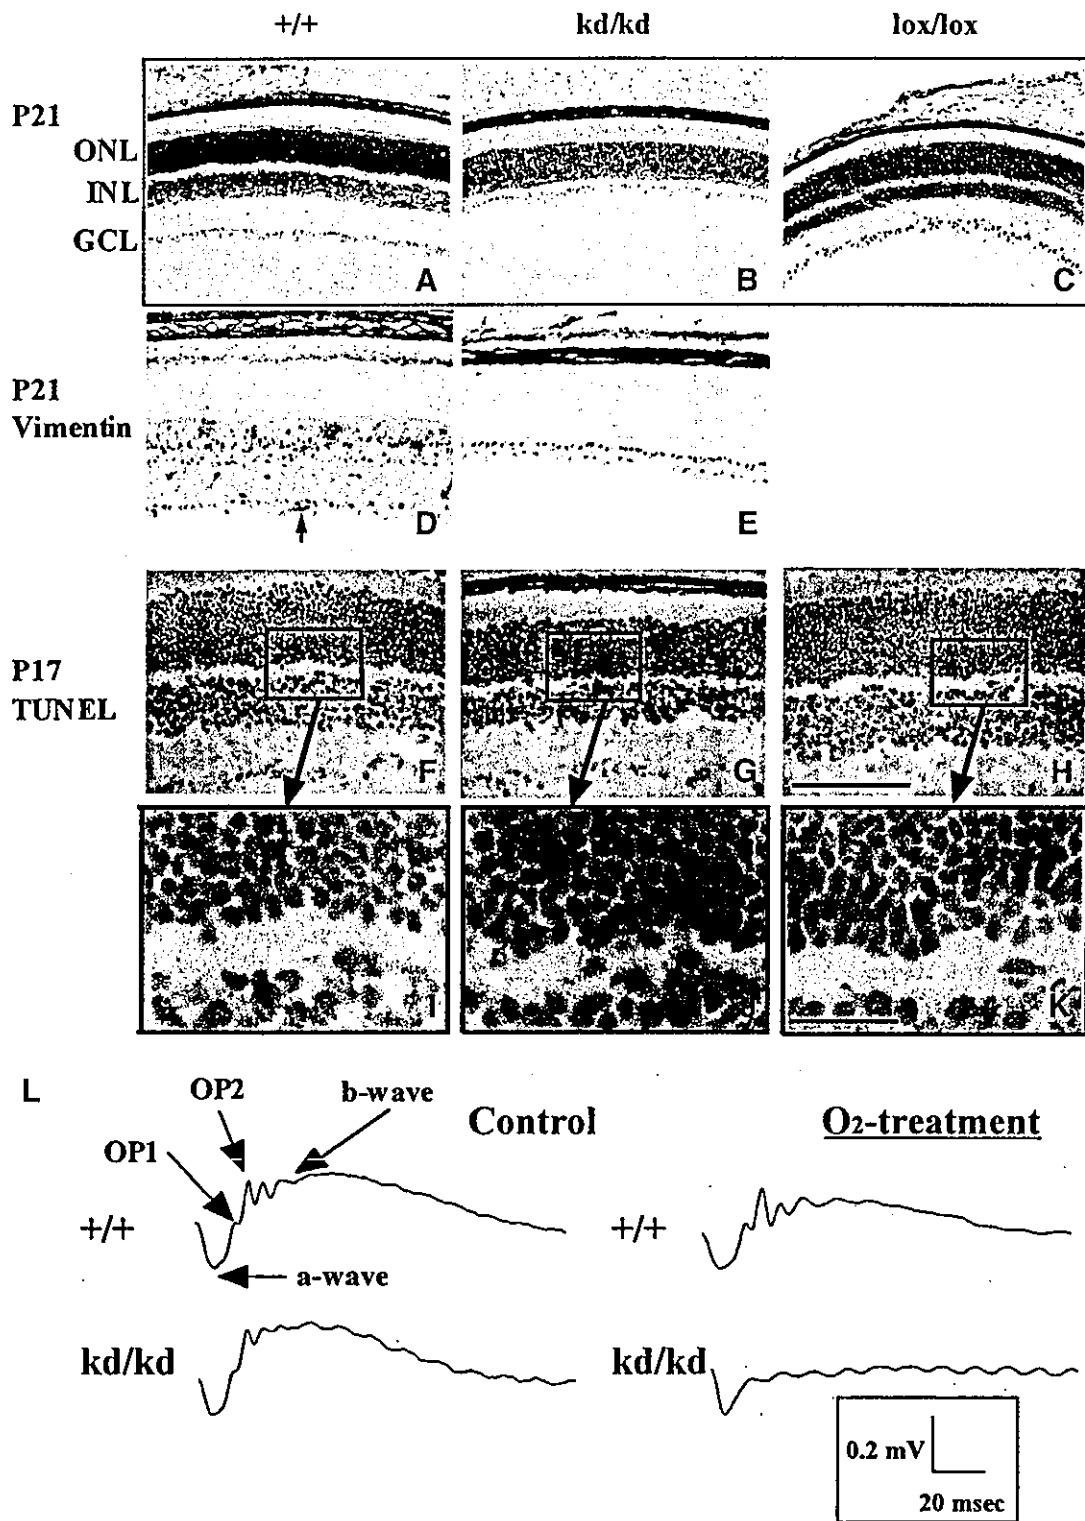 +/+ kd/kd lox/lox
P21
ONL
INL
GCL
A B C
P21
Vimentin
D E
P17
TUNEL
F G H
I J K
L
OP2 b-wave Control O2-treatment
OP1
+/+ +/+
a-wave
kd/kd kd/kd
0.2 mV
20 msec